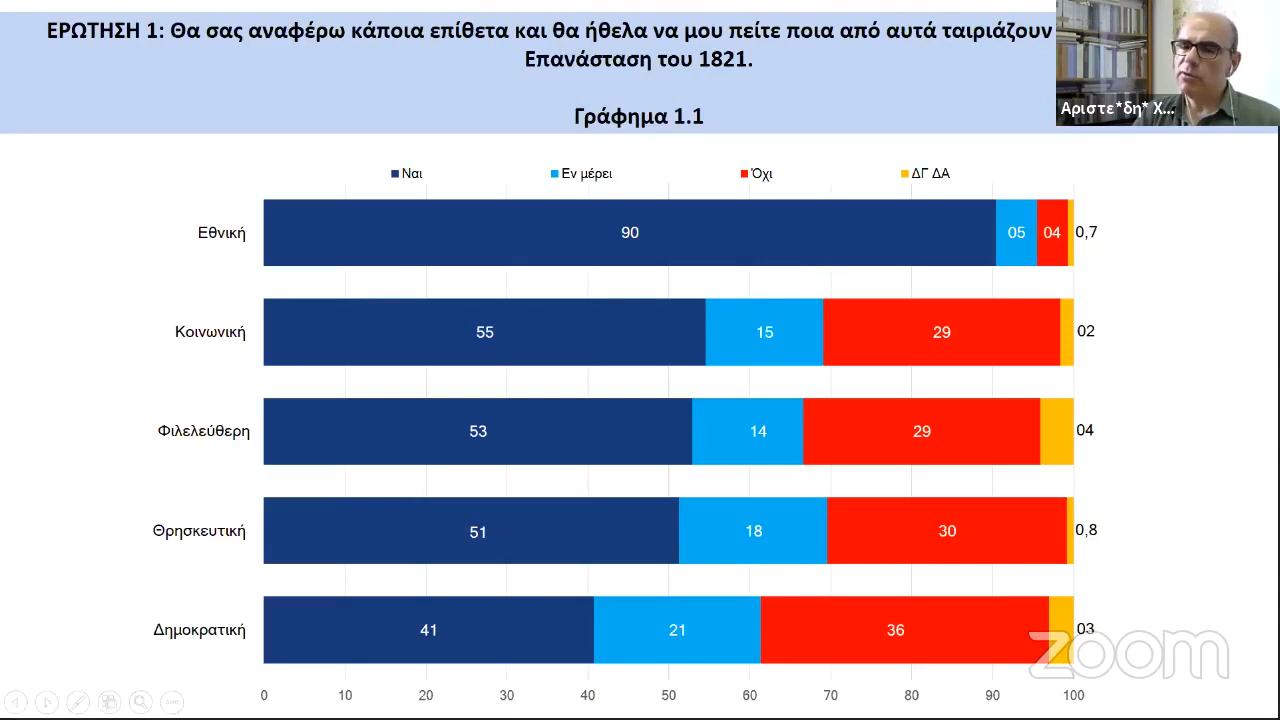 ΕΡΩΤΗΣΗ 1: Θα σας αναφέρω κάποια επίθετα και θα ήθελα να μου πείτε ποια από αυτά ταιριάζουν
Επανάσταση του 1821.
Γράφημα 1.1
Αριστε*δη* Χ...
Ναι Εν μέρει Όχι ΔΓ ΔΑ
Εθνική 90 05 04 0,7
Κοινωνική 55 15 29 02
Φιλελεύθερη 53 14 29 04
Θρησκευτική 51 18 30 0,8
Δημοκρατική 41 21 36 03
zoom
0 10 20 30 40 50 60 70 80 90 100